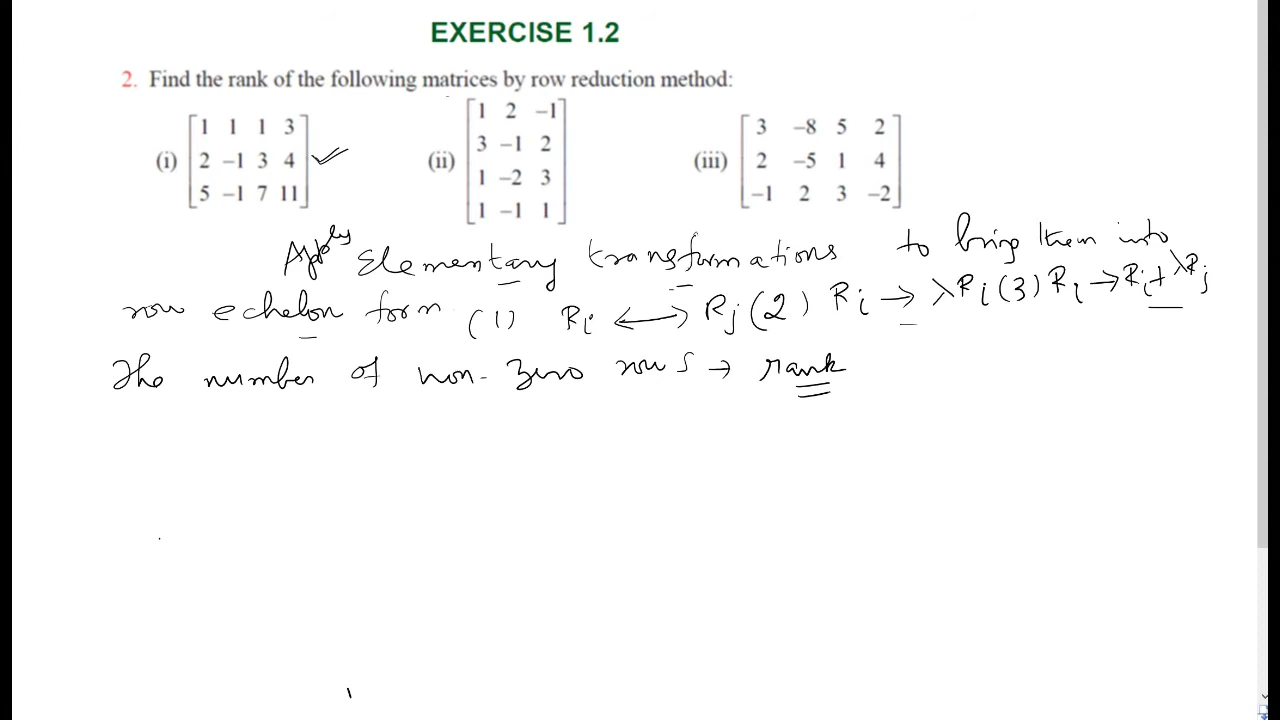 EXERCISE 1.2
2. Find the rank of the following matrices by row reduction method:
(i) [1 1 1 3
2 −1 3 4
5 −1 7 11]
(ii) [1 2 −1
3 −1 2
1 −2 3
1 −1 1]
(iii) [3 −8 5 2
2 −5 1 4
−1 2 3 −2]
Apply Elementary transformations to bring them into
row echelon form (1) Ri ↔ Rj (2) Ri → λRi (3) Ri → Ri + λRj
The number of non-zero rows → rank